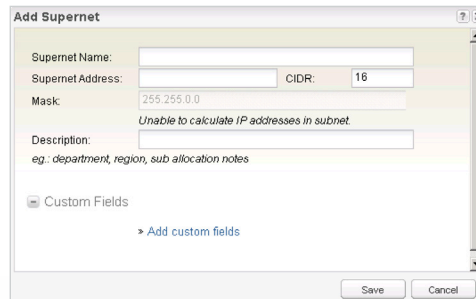 Add Supernet ?
Supernet Name:
Supernet Address: CIDR: 16
Mask: 255.255.0.0
Unable to calculate IP addresses in subnet.
Description:
eg.: department, region, sub allocation notes
Custom Fields
» Add custom fields
Save Cancel